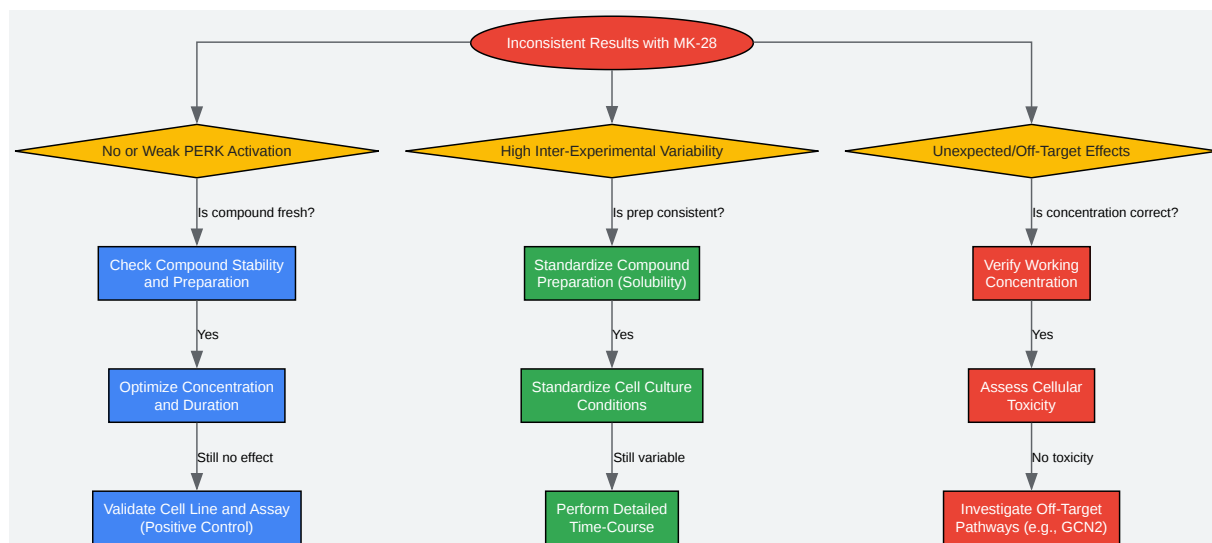 Inconsistent Results with MK-28
No or Weak PERK Activation
High Inter-Experimental Variability
Unexpected/Off-Target Effects
Is compound fresh?
Is prep consistent?
Is concentration correct?
Check Compound Stability
and Preparation
Standardize Compound
Preparation (Solubility)
Verify Working
Concentration
Yes
Yes
Yes
Optimize Concentration
and Duration
Standardize Cell Culture
Conditions
Assess Cellular
Toxicity
Still no effect
Still variable
No toxicity
Validate Cell Line and Assay
(Positive Control)
Perform Detailed
Time-Course
Investigate Off-Target
Pathways (e.g., GCN2)